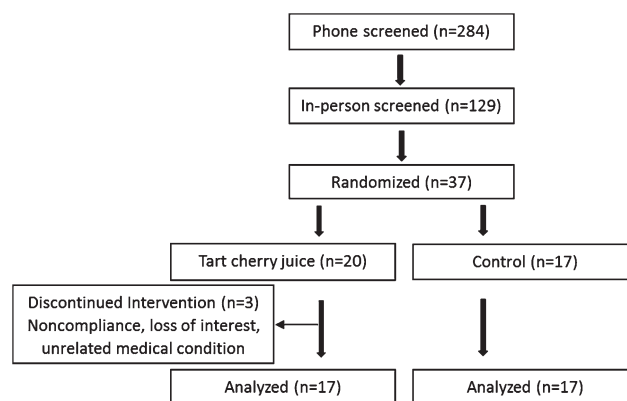 Phone screened (n=284)
In-person screened (n=129)
Randomized (n=37)
Tart cherry juice (n=20)
Control (n=17)
Discontinued Intervention (n=3)
Noncompliance, loss of interest,
unrelated medical condition
Analyzed (n=17)
Analyzed (n=17)